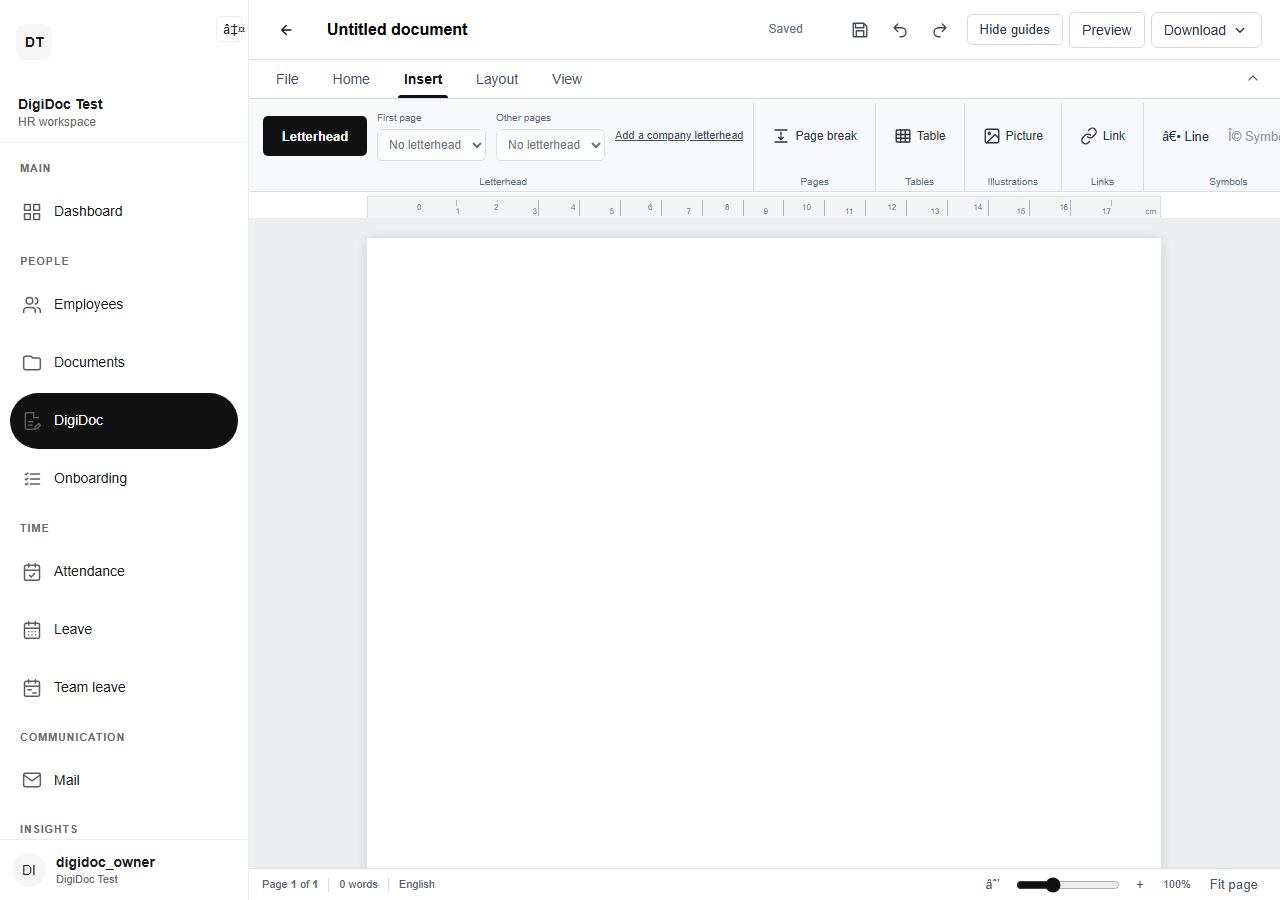 DT
â‡¤
DigiDoc Test
HR workspace
MAIN
Dashboard
PEOPLE
Employees
Documents
DigiDoc
Onboarding
TIME
Attendance
Leave
Team leave
COMMUNICATION
Mail
INSIGHTS
DI
digidoc_owner
DigiDoc Test
Untitled document
Saved
Hide guides
Preview
Download
File Home Insert Layout View
Letterhead
First page
No letterhead
Other pages
No letterhead
Add a company letterhead
Letterhead
Page break
Pages
Table
Tables
Picture
Illustrations
Link
Links
â€• Line
Î© Symbo
Symbols
0 1 2 3 4 5 6 7 8 9 10 11 12 13 14 15 16 17 cm
Page 1 of 1
0 words
English
âˆ’
+
100%
Fit page